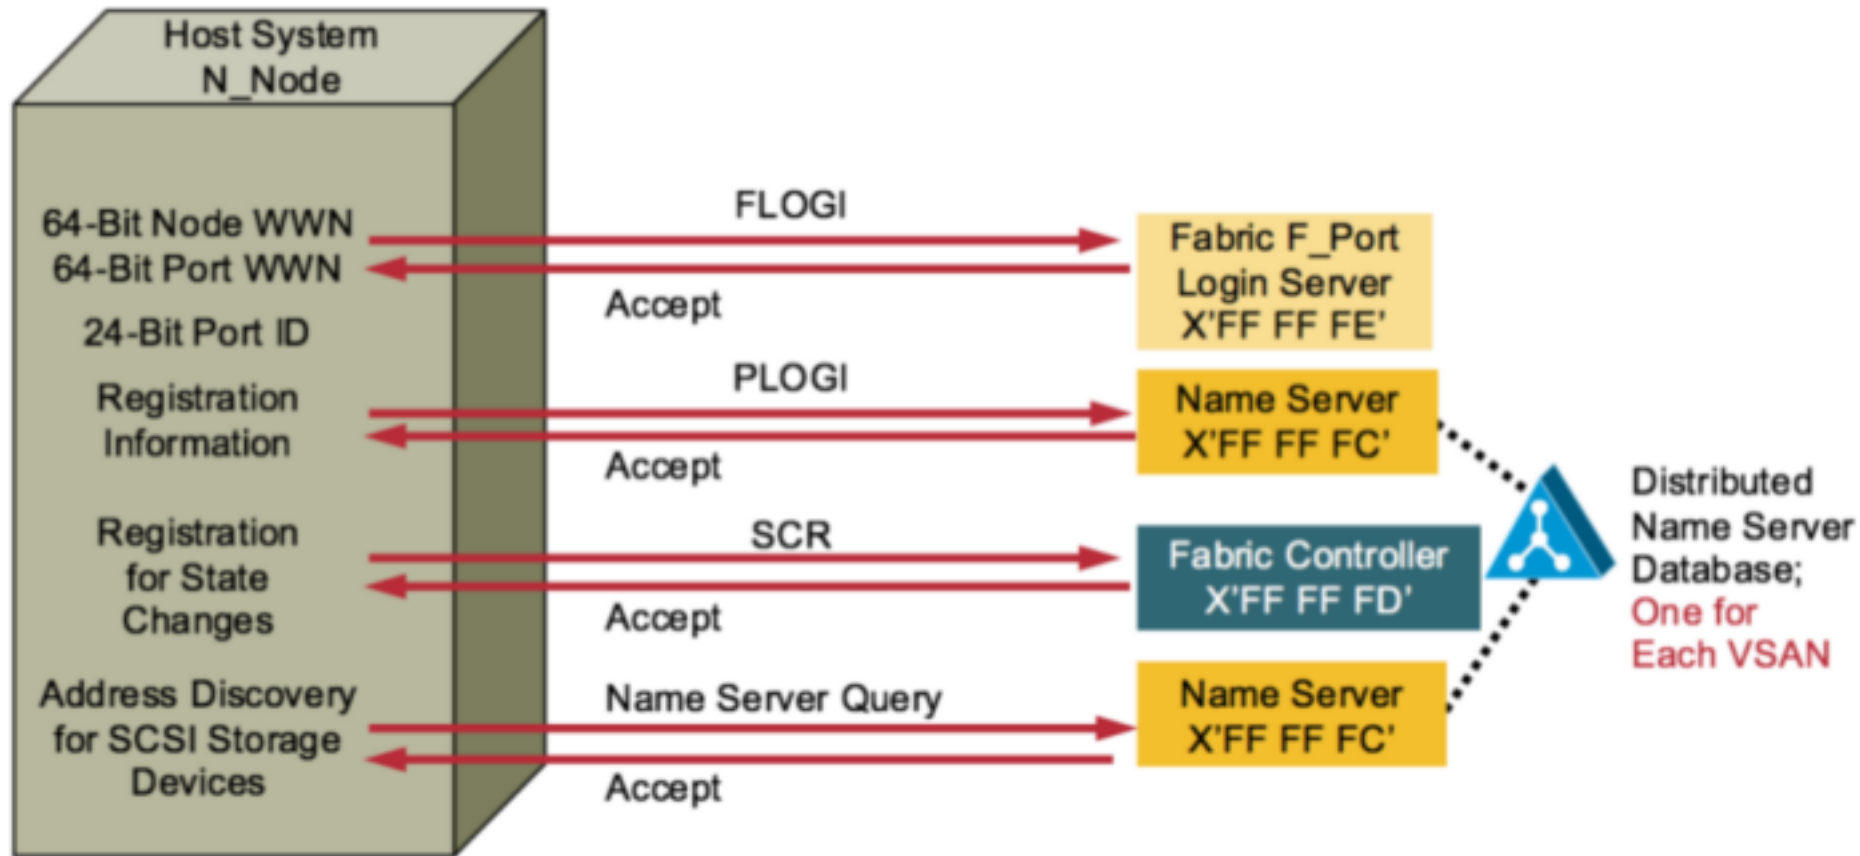 Host System
N_Node
64-Bit Node WWN
64-Bit Port WWN
24-Bit Port ID
Registration
Information
Registration
for State
Changes
Address Discovery
for SCSI Storage
Devices
FLOGI
Accept
PLOGI
Accept
SCR
Accept
Name Server Query
Accept
Fabric F_Port
Login Server
X'FF FF FE'
Name Server
X'FF FF FC'
Fabric Controller
X'FF FF FD'
Name Server
X'FF FF FC'
Distributed
Name Server
Database;
One for
Each VSAN